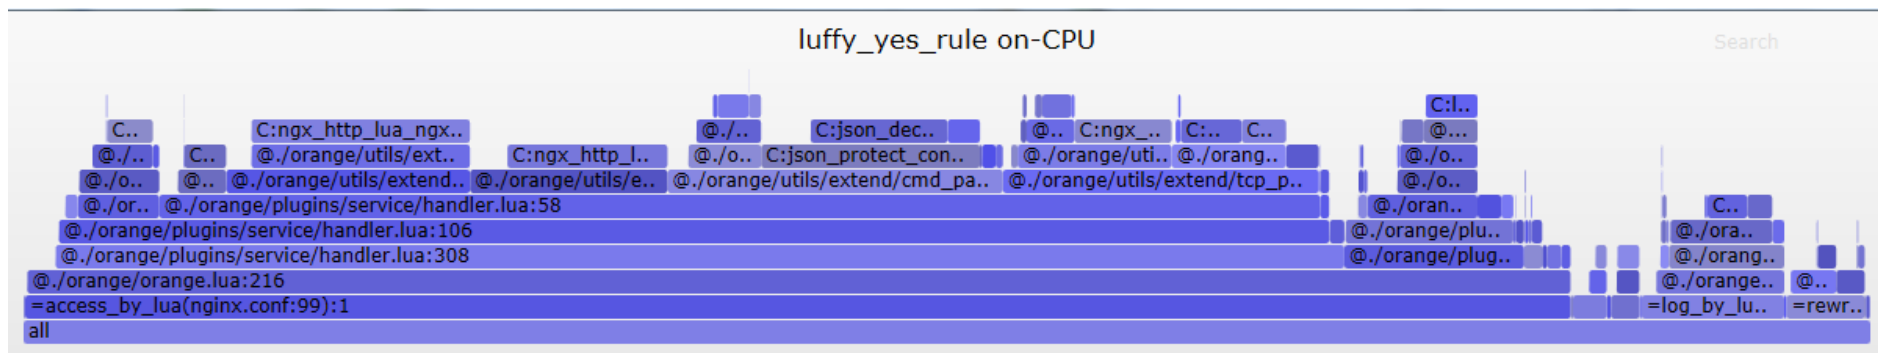 luffy_yes_rule on-CPU
Search
C:l..
C.. C:ngx_http_lua_ngx.. @./.. C:json_dec.. @.. C:ngx_.. C:.. C.. @...
@./.. C.. @./orange/utils/ext.. C:ngx_http_l.. @./o.. C:json_protect_con.. @./orange/uti.. @./orang.. @./o..
@./o.. @.. @./orange/utils/extend.. @./orange/utils/e.. @./orange/utils/extend/cmd_pa.. @./orange/utils/extend/tcp_p.. @./o..
@./or.. @./orange/plugins/service/handler.lua:58 @./oran.. C..
@./orange/plugins/service/handler.lua:106 @./orange/plu.. @./ora..
@./orange/plugins/service/handler.lua:308 @./orange/plug.. @./orang..
@./orange/orange.lua:216 @./orange.. @..
=access_by_lua(nginx.conf:99):1 =log_by_lu.. =rewr..
all